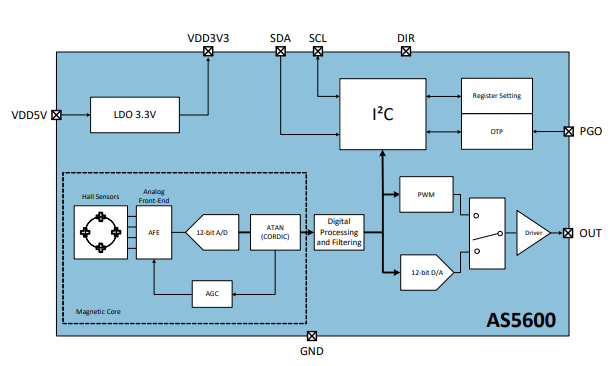 VDD3V3
SDA
SCL
DIR
VDD5V
LDO 3.3V
I²C
Register Setting
OTP
PGO
Hall Sensors
Analog
Front-End
AFE
12-bit A/D
ATAN
(CORDIC)
Digital
Processing
and Filtering
PWM
12-bit D/A
Driver
OUT
AGC
Magnetic Core
AS5600
GND